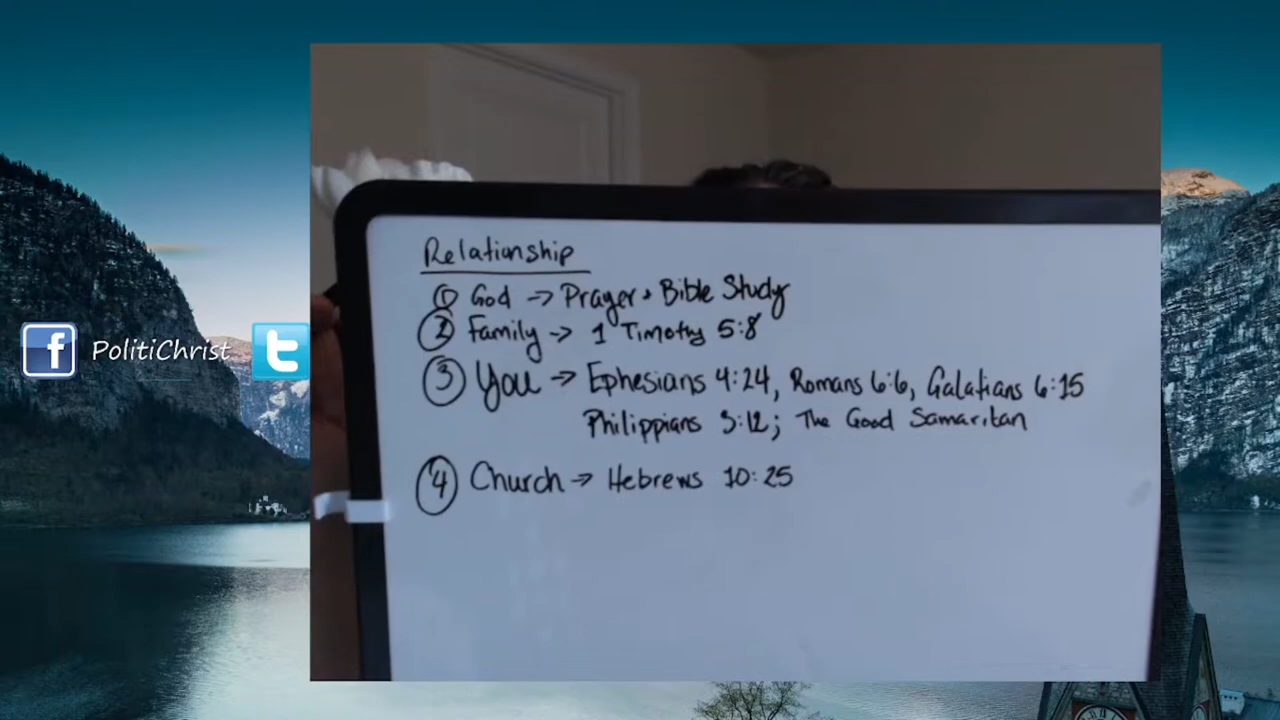 Relationship
① God → Prayer + Bible Study
② Family → 1 Timothy 5:8
③ You → Ephesians 4:24, Romans 6:6, Galatians 6:15
Philippians 3:12; The Good Samaritan
④ Church → Hebrews 10:25
PolitiChrist